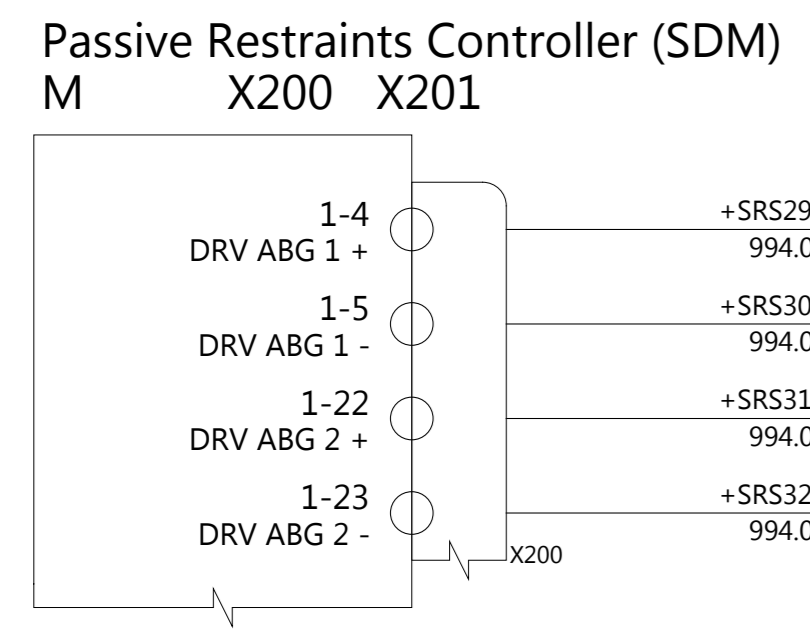 Passive Restraints Controller (SDM)
M X200 X201
1-4
DRV ABG 1 +
+SRS29
994.0
1-5
DRV ABG 1 -
+SRS30
994.0
1-22
DRV ABG 2 +
+SRS31
994.0
1-23
DRV ABG 2 -
+SRS32
994.0
X200